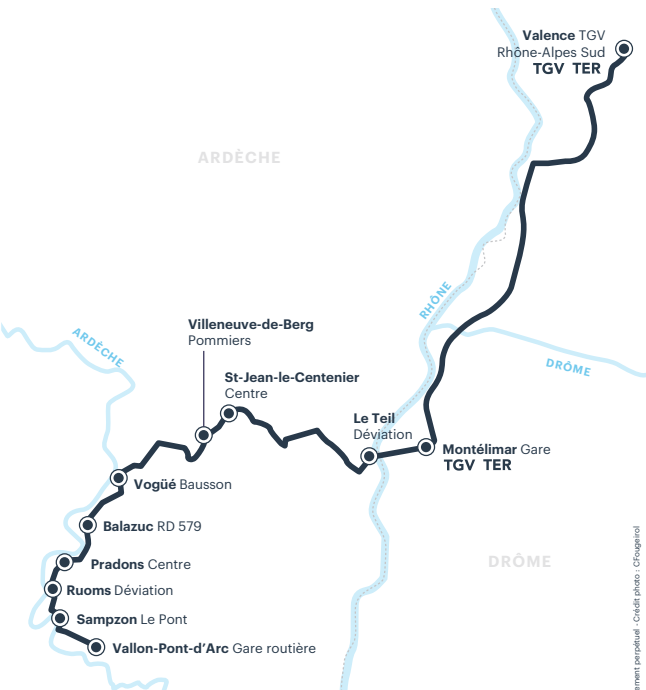 Valence TGV
Rhône-Alpes Sud
TGV TER
ARDÈCHE
RHÔNE
Villeneuve-de-Berg
Pommiers
ARDÈCHE
DRÔME
St-Jean-le-Centenier
Centre
Le Teil
Déviation
Montélimar Gare
TGV TER
Vogüé Bausson
Balazuc RD 579
DRÔME
Pradons Centre
Ruoms Déviation
Sampzon Le Pont
Vallon-Pont-d’Arc Gare routière
perpétuel - Crédit photo : CFougeirol